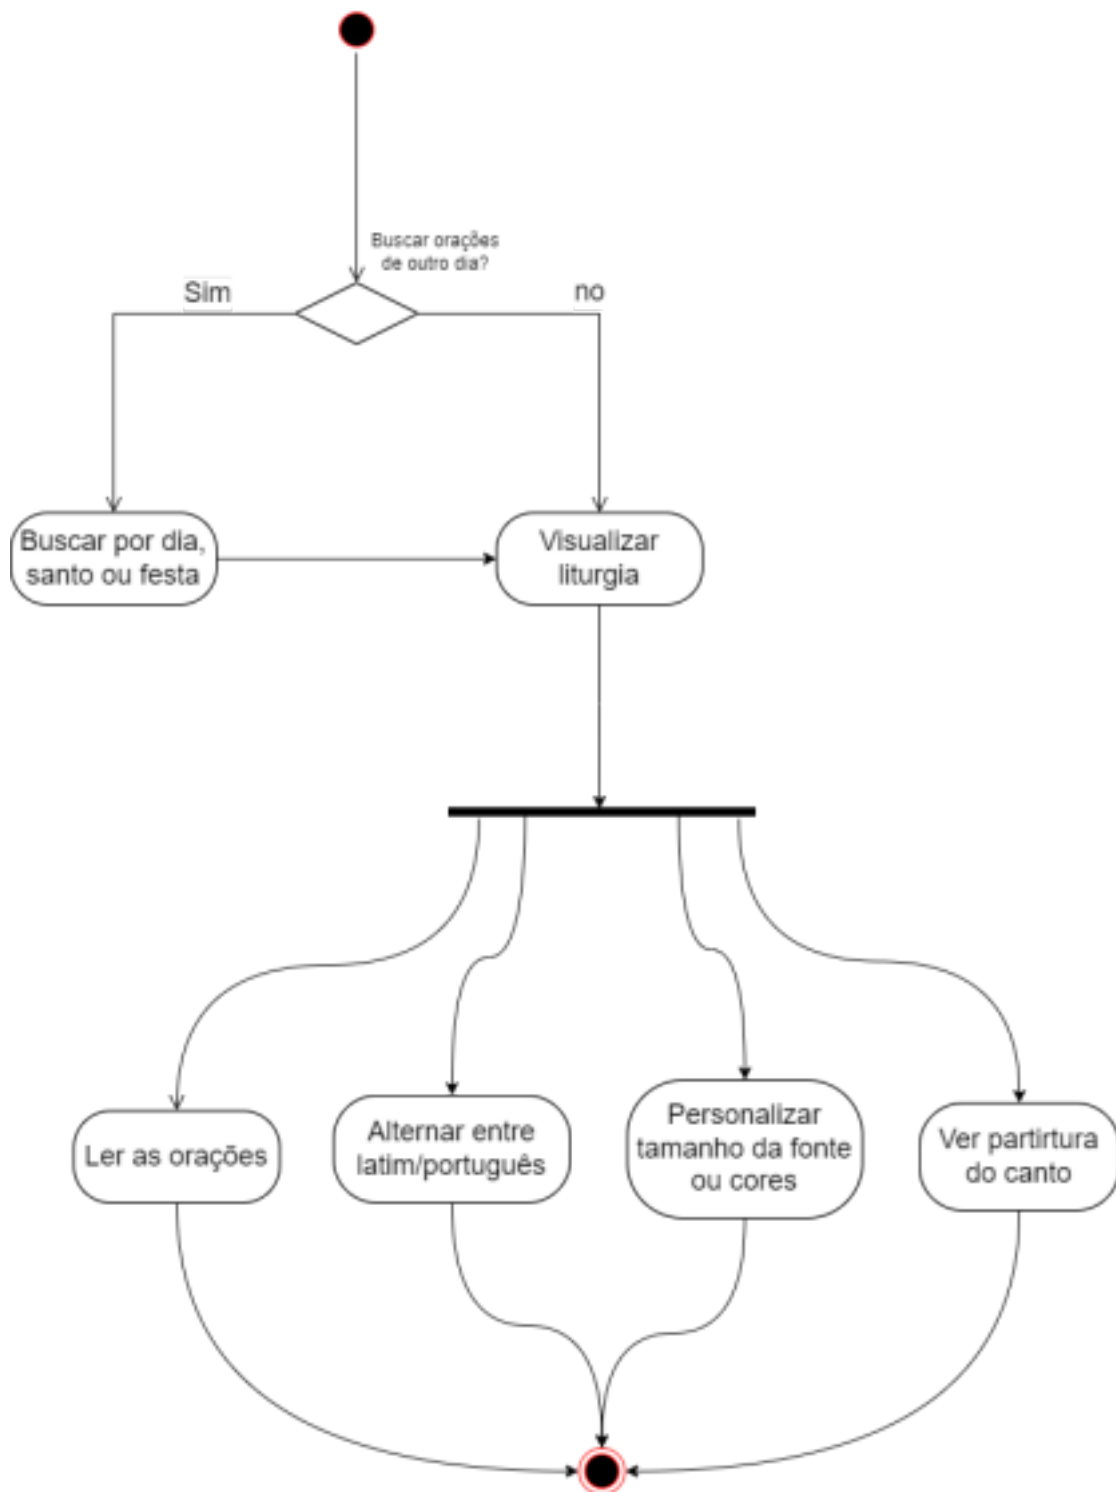 Buscar orações
de outro dia?
Sim
no
Buscar por dia,
santo ou festa
Visualizar
liturgia
Ler as orações
Alternar entre
latim/português
Personalizar
tamanho da fonte
ou cores
Ver partirtura
do canto